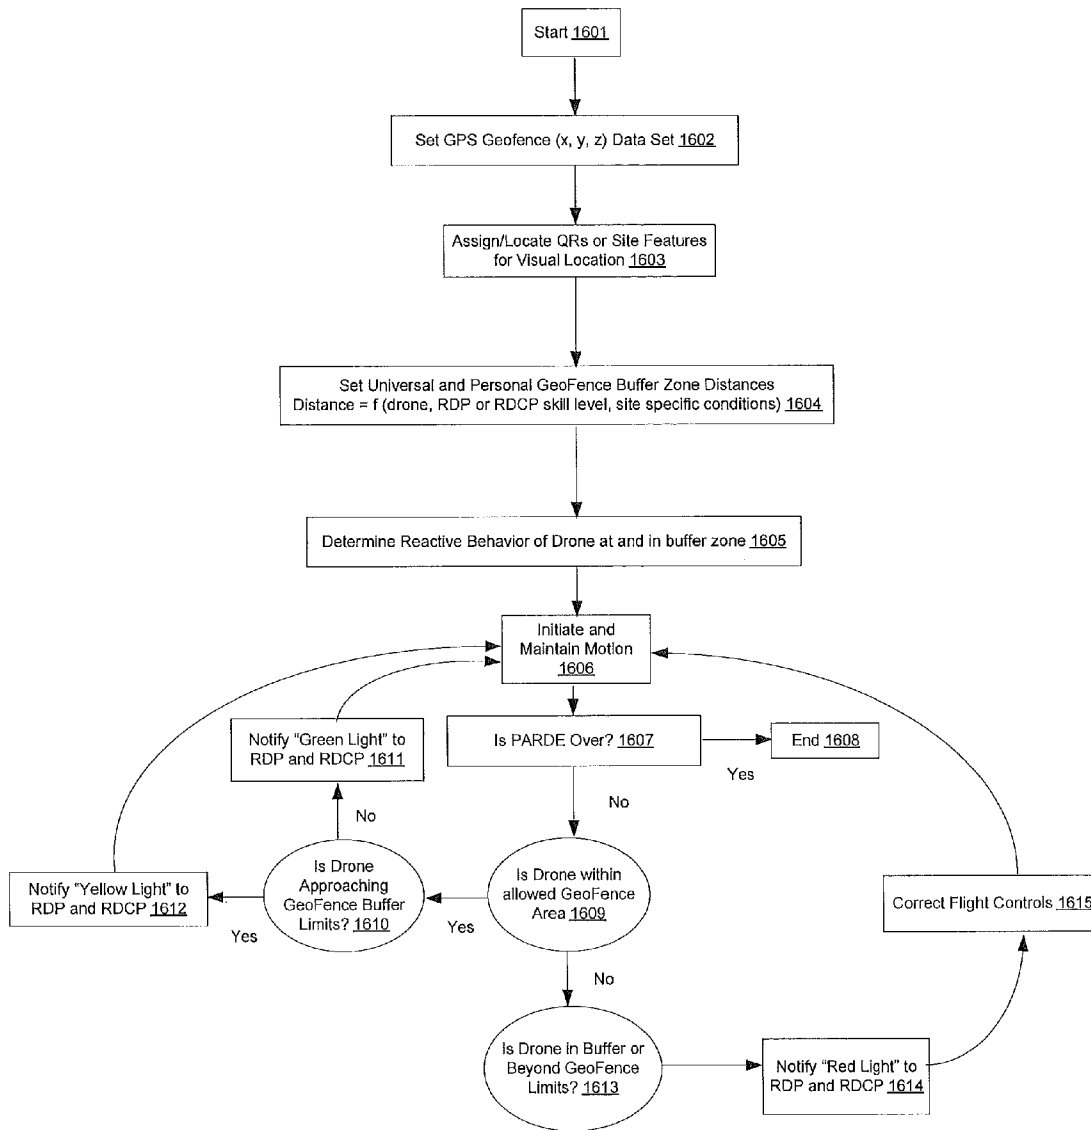 Start 1601
Set GPS Geofence (x, y, z) Data Set 1602
Assign/Locate QRs or Site Features
for Visual Location 1603
Set Universal and Personal GeoFence Buffer Zone Distances
Distance = f (drone, RDP or RDCP skill level, site specific conditions) 1604
Determine Reactive Behavior of Drone at and in buffer zone 1605
Initiate and
Maintain Motion
1606
Is PARDE Over? 1607
Yes
End 1608
No
Is Drone within
allowed GeoFence
Area 1609
Yes
Is Drone
Approaching
GeoFence Buffer
Limits? 1610
No
Notify "Green Light" to
RDP and RDCP 1611
Yes
Notify "Yellow Light" to
RDP and RDCP 1612
No
Is Drone in Buffer or
Beyond GeoFence
Limits? 1613
Notify "Red Light" to
RDP and RDCP 1614
Correct Flight Controls 1615